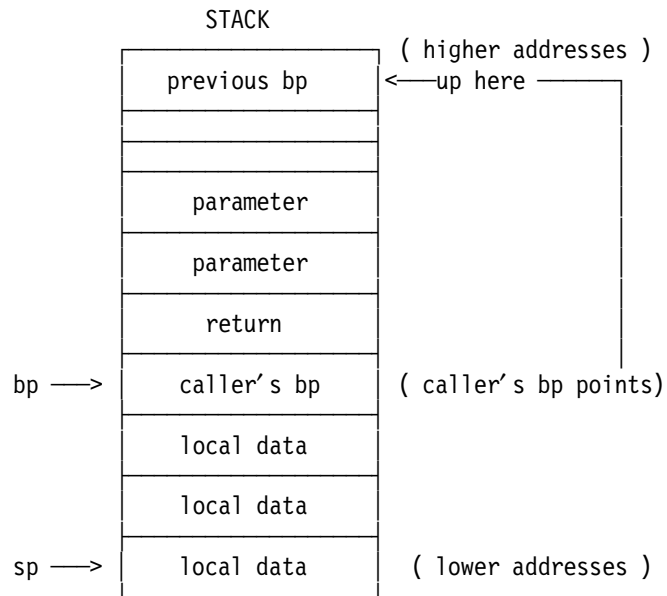 STACK
( higher addresses )
previous bp <───up here
parameter
parameter
return
bp ──> caller′s bp ( caller's bp points)
local data
local data
sp ──> local data ( lower addresses )